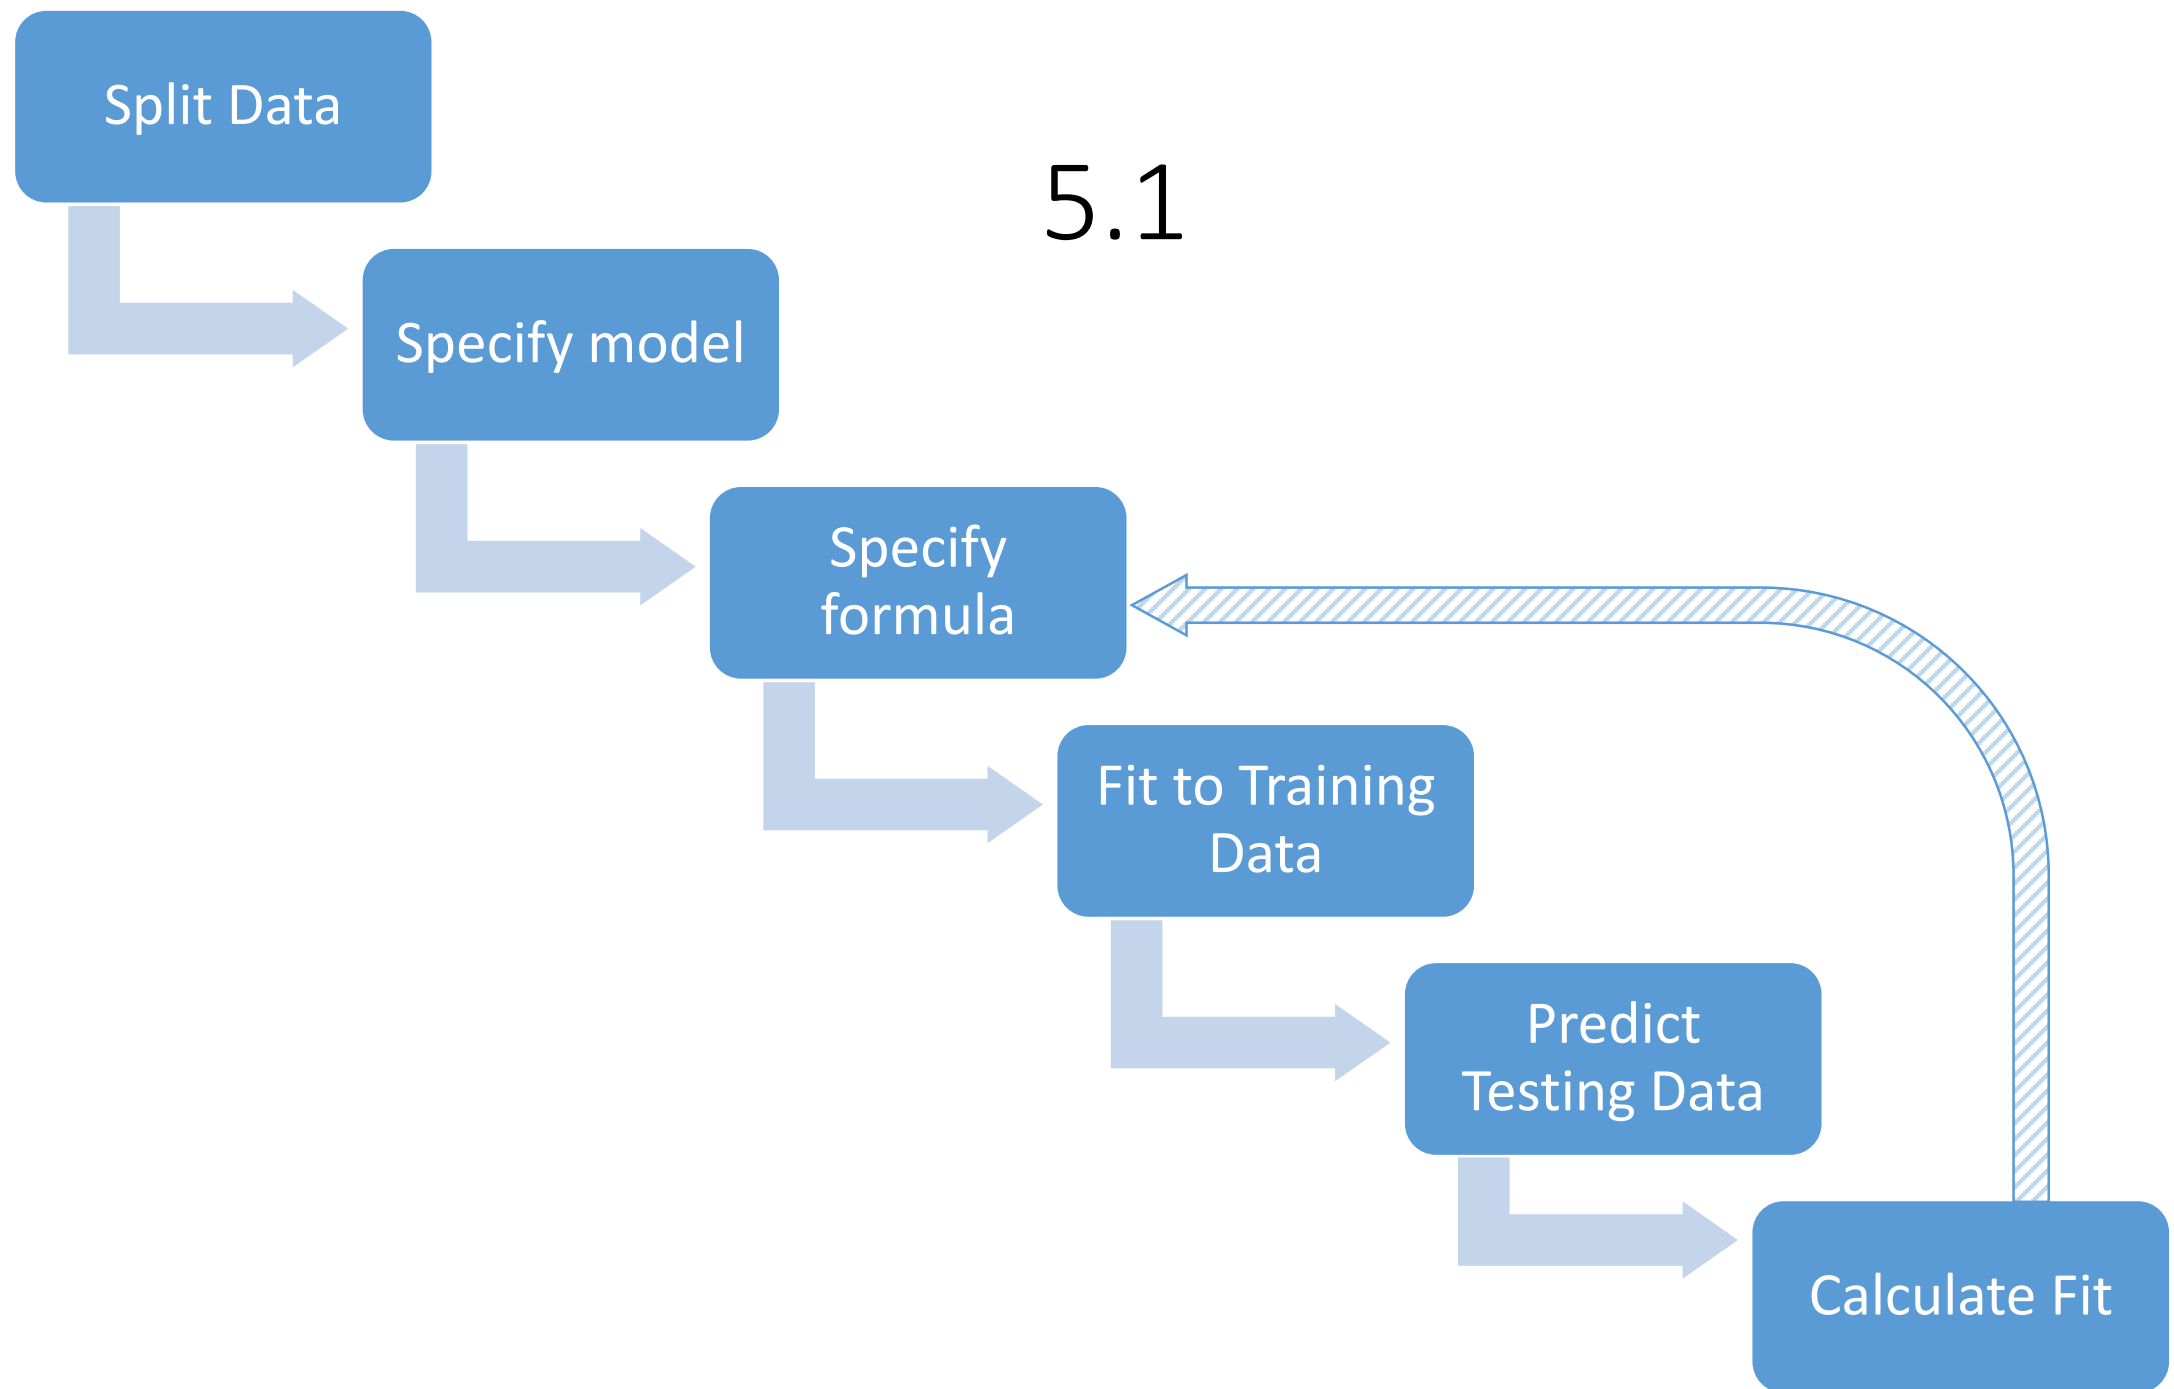 Split Data
5.1
Specify model
Specify
formula
Fit to Training
Data
Predict
Testing Data
Calculate Fit